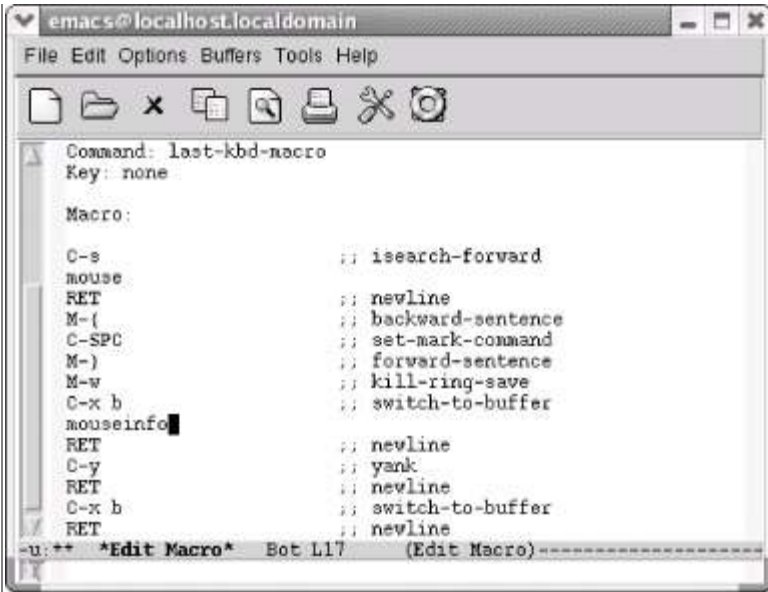 emacs@localhost.localdomain
File Edit Options Buffers Tools Help
Command: last-kbd-macro
Key: none
Macro:
C-s ;; isearch-forward
mouse
RET ;; newline
M-{ ;; backward-sentence
C-SPC ;; set-mark-command
M-} ;; forward-sentence
M-w ;; kill-ring-save
C-x b ;; switch-to-buffer
mouseinfo
RET ;; newline
C-y ;; yank
RET ;; newline
C-x b ;; switch-to-buffer
RET ;; newline
-u:** *Edit Macro* Bot L17 (Edit Macro)---------------------